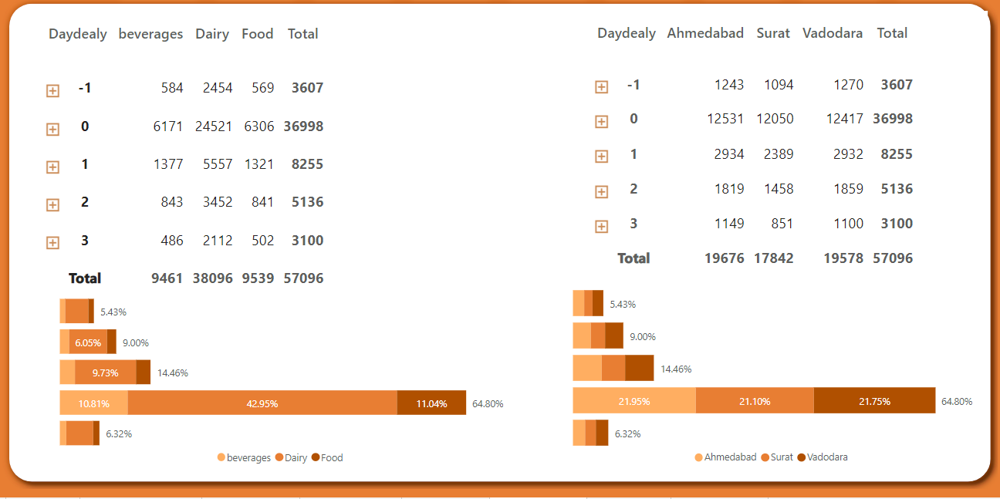 Daydealy beverages Dairy Food Total
-1 584 2454 569 3607
0 6171 24521 6306 36998
1 1377 5557 1321 8255
2 843 3452 841 5136
3 486 2112 502 3100
Total 9461 38096 9539 57096
5.43%
6.05% 9.00%
9.73% 14.46%
10.81% 42.95% 11.04% 64.80%
6.32%
beverages Dairy Food
Daydealy Ahmedabad Surat Vadodara Total
-1 1243 1094 1270 3607
0 12531 12050 12417 36998
1 2934 2389 2932 8255
2 1819 1458 1859 5136
3 1149 851 1100 3100
Total 19676 17842 19578 57096
5.43%
9.00%
14.46%
21.95% 21.10% 21.75% 64.80%
6.32%
Ahmedabad Surat Vadodara